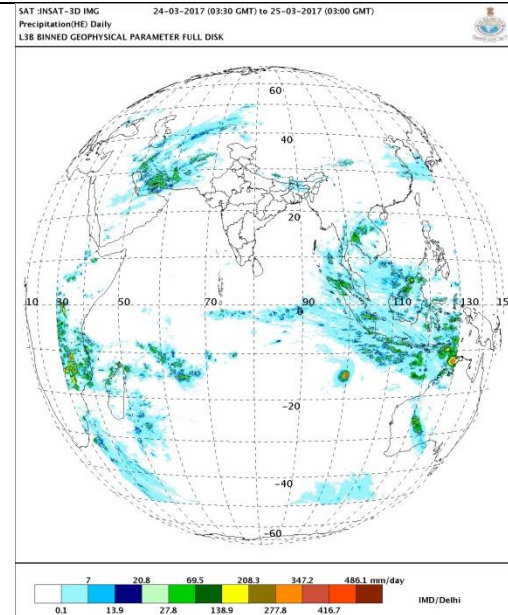 SAT :INSAT-3D IMG 24-03-2017 (03:30 GMT) to 25-03-2017 (03:00 GMT)
Precipitation(HE) Daily
L3B BINNED GEOPHYSICAL PARAMETER FULL DISK
60
40
20
10 30 50 70 90 0 110 130 15
-20
-40
-60
7 20.8 69.5 208.3 347.2 486.1 mm/day
0.1 13.9 27.8 138.9 277.8 416.7
IMD/Delhi